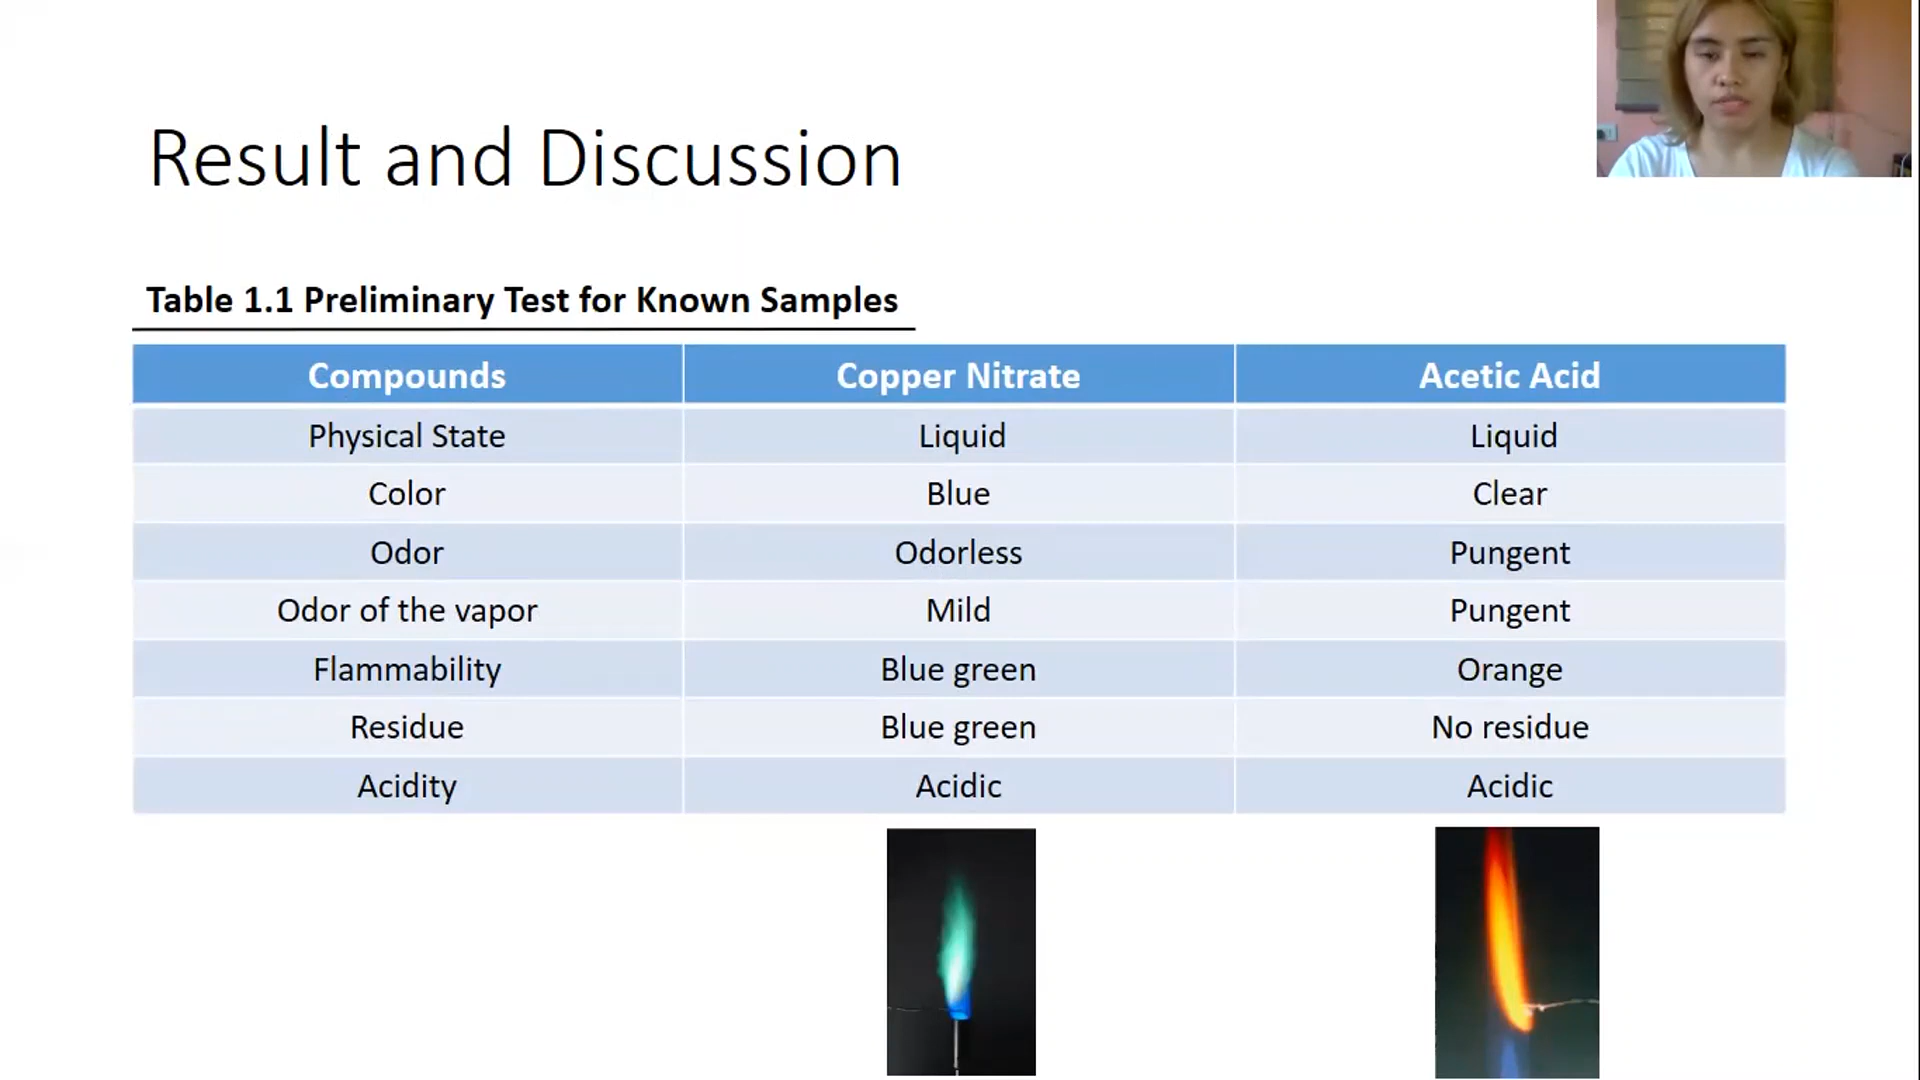 Result and Discussion
Table 1.1 Preliminary Test for Known Samples
Compounds Copper Nitrate Acetic Acid
Physical State Liquid Liquid
Color Blue Clear
Odor Odorless Pungent
Odor of the vapor Mild Pungent
Flammability Blue green Orange
Residue Blue green No residue
Acidity Acidic Acidic